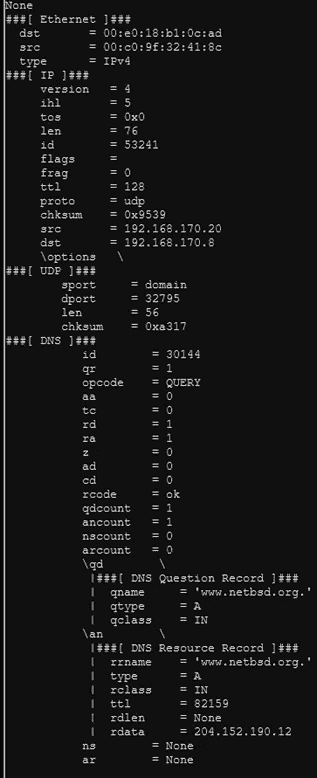 None
###[ Ethernet ]###
  dst       = 00:e0:18:b1:0c:ad
  src       = 00:c0:9f:32:41:8c
  type      = IPv4
###[ IP ]###
     version   = 4
     ihl       = 5
     tos       = 0x0
     len       = 76
     id        = 53241
     flags     =
     frag      = 0
     ttl       = 128
     proto     = udp
     chksum    = 0x9539
     src       = 192.168.170.20
     dst       = 192.168.170.8
     \options   \
###[ UDP ]###
        sport     = domain
        dport     = 32795
        len       = 56
        chksum    = 0xa317
###[ DNS ]###
           id        = 30144
           qr        = 1
           opcode    = QUERY
           aa        = 0
           tc        = 0
           rd        = 1
           ra        = 1
           z         = 0
           ad        = 0
           cd        = 0
           rcode     = ok
           qdcount   = 1
           ancount   = 1
           nscount   = 0
           arcount   = 0
           \qd        \
            |###[ DNS Question Record ]###
            |  qname     = 'www.netbsd.org.'
            |  qtype     = A
            |  qclass    = IN
           \an        \
            |###[ DNS Resource Record ]###
            |  rrname    = 'www.netbsd.org.'
            |  type      = A
            |  rclass    = IN
            |  ttl       = 82159
            |  rdlen     = None
            |  rdata     = 204.152.190.12
           ns        = None
           ar        = None